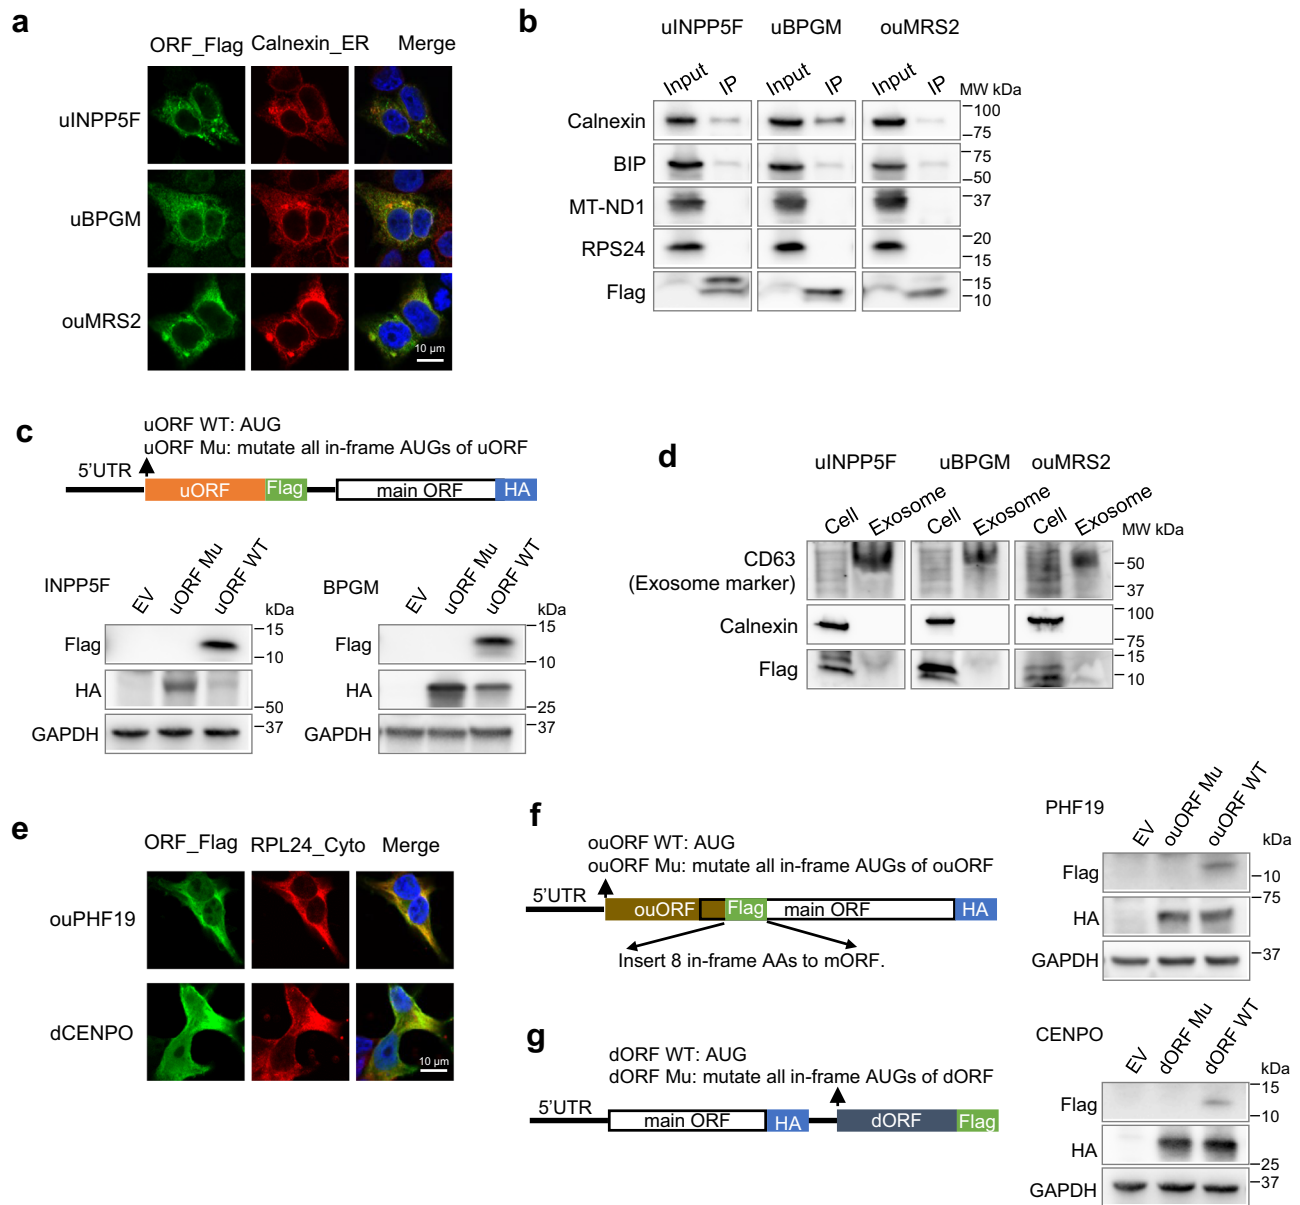 a
ORF_Flag Calnexin_ER Merge
uINPP5F
uBPGM
ouMRS2
10 μm
b
uINPP5F uBPGM ouMRS2
Input IP Input IP Input IP MW kDa
Calnexin
100
75
BIP
75
50
MT-ND1
37
RPS24
20
15
Flag
15
10
c
uORF WT: AUG
uORF Mu: mutate all in-frame AUGs of uORF
5'UTR
uORF Flag main ORF HA
INPP5F
EV uORF Mu uORF WT
kDa
Flag
15
10
HA
50
GAPDH
37
BPGM
EV uORF Mu uORF WT
kDa
Flag
15
10
HA
25
GAPDH
37
d
uINPP5F uBPGM ouMRS2
Cell Exosome Cell Exosome Cell Exosome
MW kDa
CD63
(Exosome marker)
50
37
Calnexin
100
75
Flag
15
10
e
ORF_Flag RPL24_Cyto Merge
ouPHF19
dCENPO
10 μm
f
ouORF WT: AUG
ouORF Mu: mutate all in-frame AUGs of ouORF
5'UTR
ouORF Flag main ORF HA
Insert 8 in-frame AAs to mORF.
PHF19
EV ouORF Mu ouORF WT
kDa
Flag
10
HA
75
GAPDH
37
g
dORF WT: AUG
dORF Mu: mutate all in-frame AUGs of dORF
5'UTR
main ORF HA dORF Flag
CENPO
EV dORF Mu dORF WT
kDa
Flag
15
10
HA
25
GAPDH
37